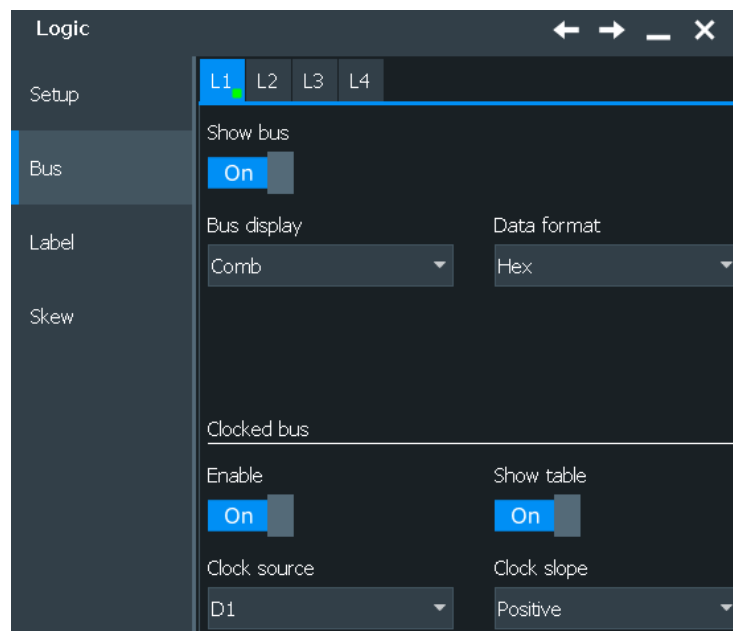 Logic
Setup
Bus
Label
Skew
L1 L2 L3 L4
Show bus
On
Bus display Data format
Comb Hex
Clocked bus
Enable Show table
On On
Clock source Clock slope
D1 Positive